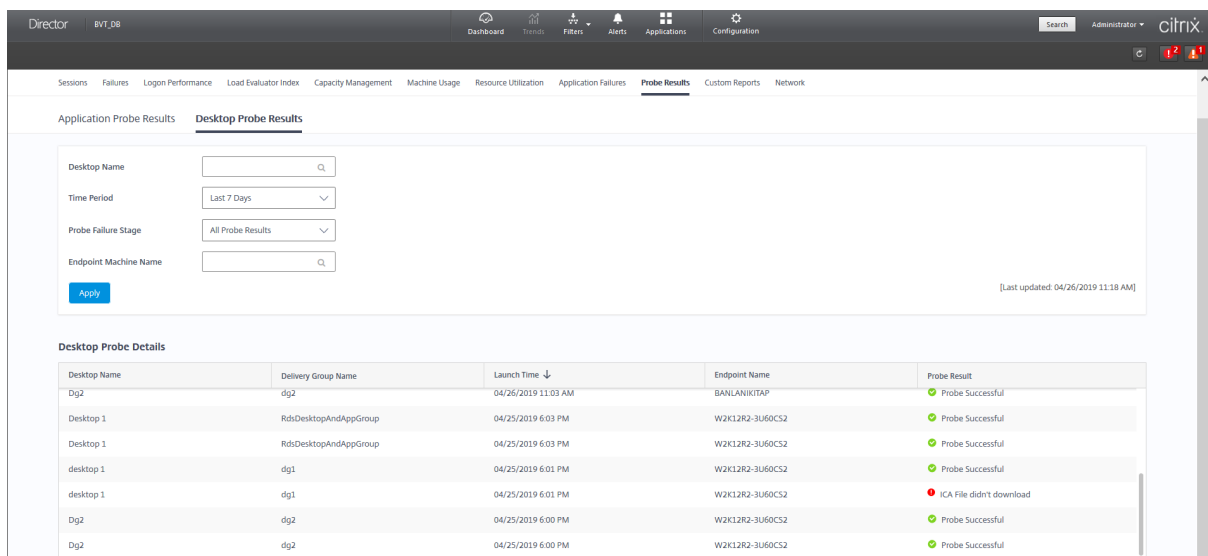 Director BVT_DB Dashboard Trends Filters Alerts Applications Configuration Search Administrator citrix
2 1
Sessions Failures Logon Performance Load Evaluator Index Capacity Management Machine Usage Resource Utilization Application Failures Probe Results Custom Reports Network
Application Probe Results Desktop Probe Results
Desktop Name
Time Period Last 7 Days
Probe Failure Stage All Probe Results
Endpoint Machine Name
Apply [Last updated: 04/26/2019 11:18 AM]
Desktop Probe Details
Desktop Name Delivery Group Name Launch Time ↓ Endpoint Name Probe Result
Dg2 dg2 04/26/2019 11:03 AM BANLANIKITAP Probe Successful
Desktop 1 RdsDesktopAndAppGroup 04/25/2019 6:03 PM W2K12R2-3U60CS2 Probe Successful
Desktop 1 RdsDesktopAndAppGroup 04/25/2019 6:03 PM W2K12R2-3U60CS2 Probe Successful
desktop 1 dg1 04/25/2019 6:01 PM W2K12R2-3U60CS2 Probe Successful
desktop 1 dg1 04/25/2019 6:01 PM W2K12R2-3U60CS2 ICA File didn't download
Dg2 dg2 04/25/2019 6:00 PM W2K12R2-3U60CS2 Probe Successful
Dg2 dg2 04/25/2019 6:00 PM W2K12R2-3U60CS2 Probe Successful